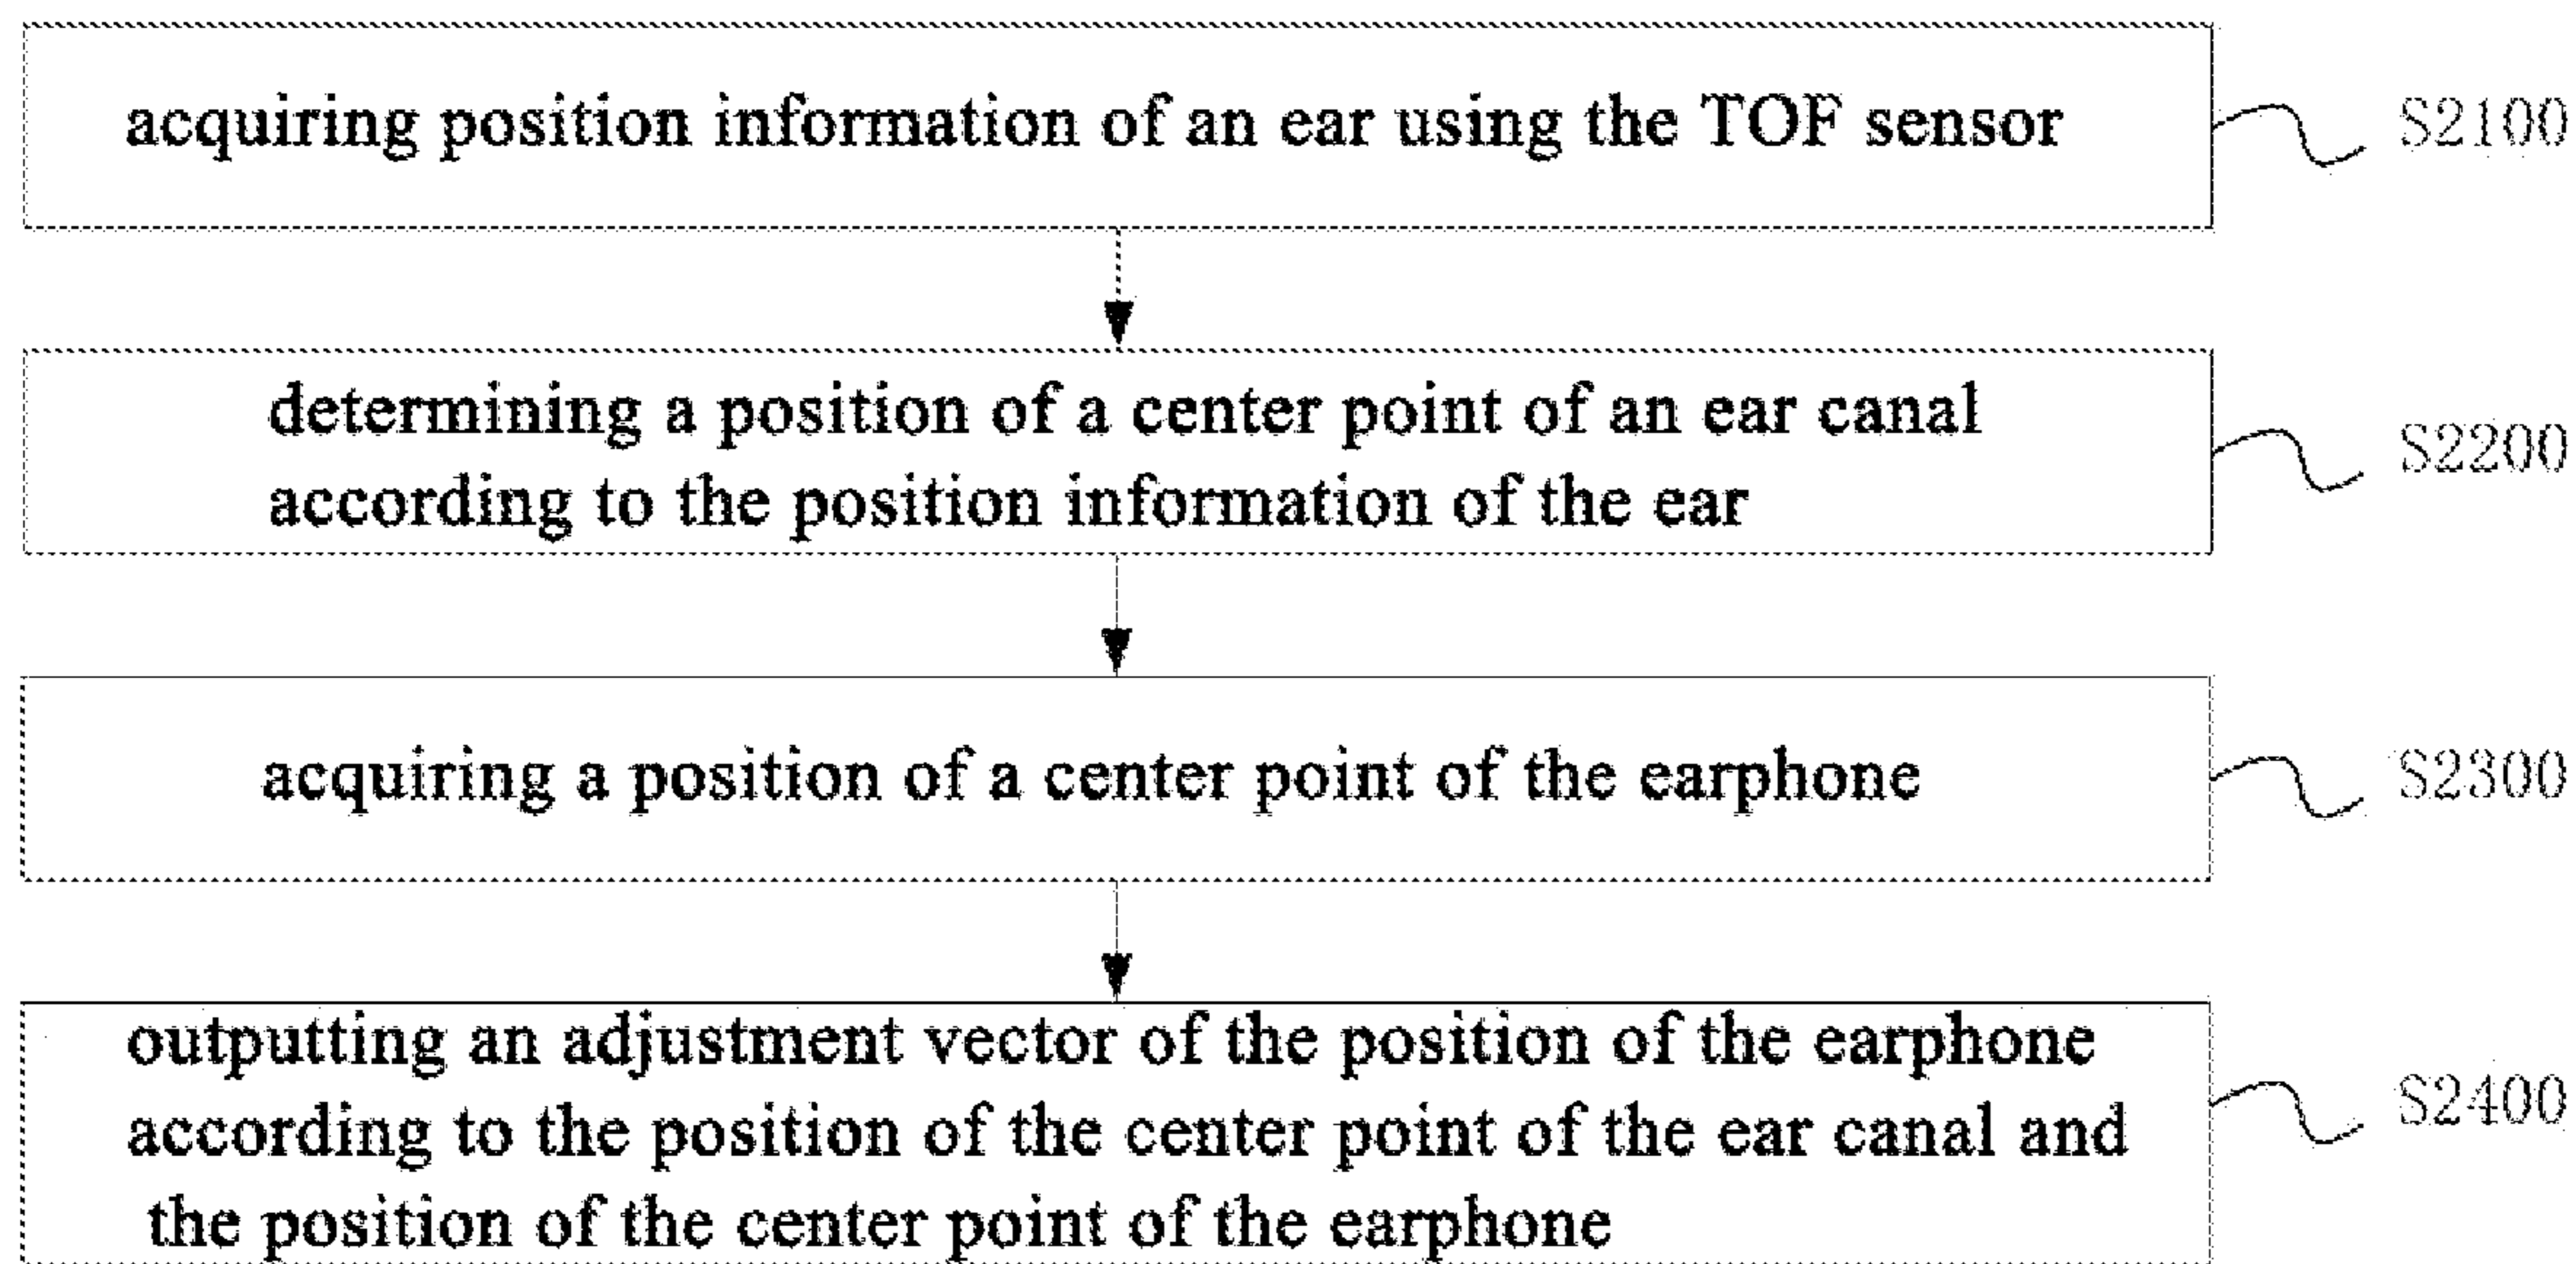 acquiring position information of an ear using the TOF sensor
S2100
determining a position of a center point of an ear canal
according to the position information of the ear
S2200
acquiring a position of a center point of the earphone
S2300
outputting an adjustment vector of the position of the earphone
according to the position of the center point of the ear canal and
the position of the center point of the earphone
S2400